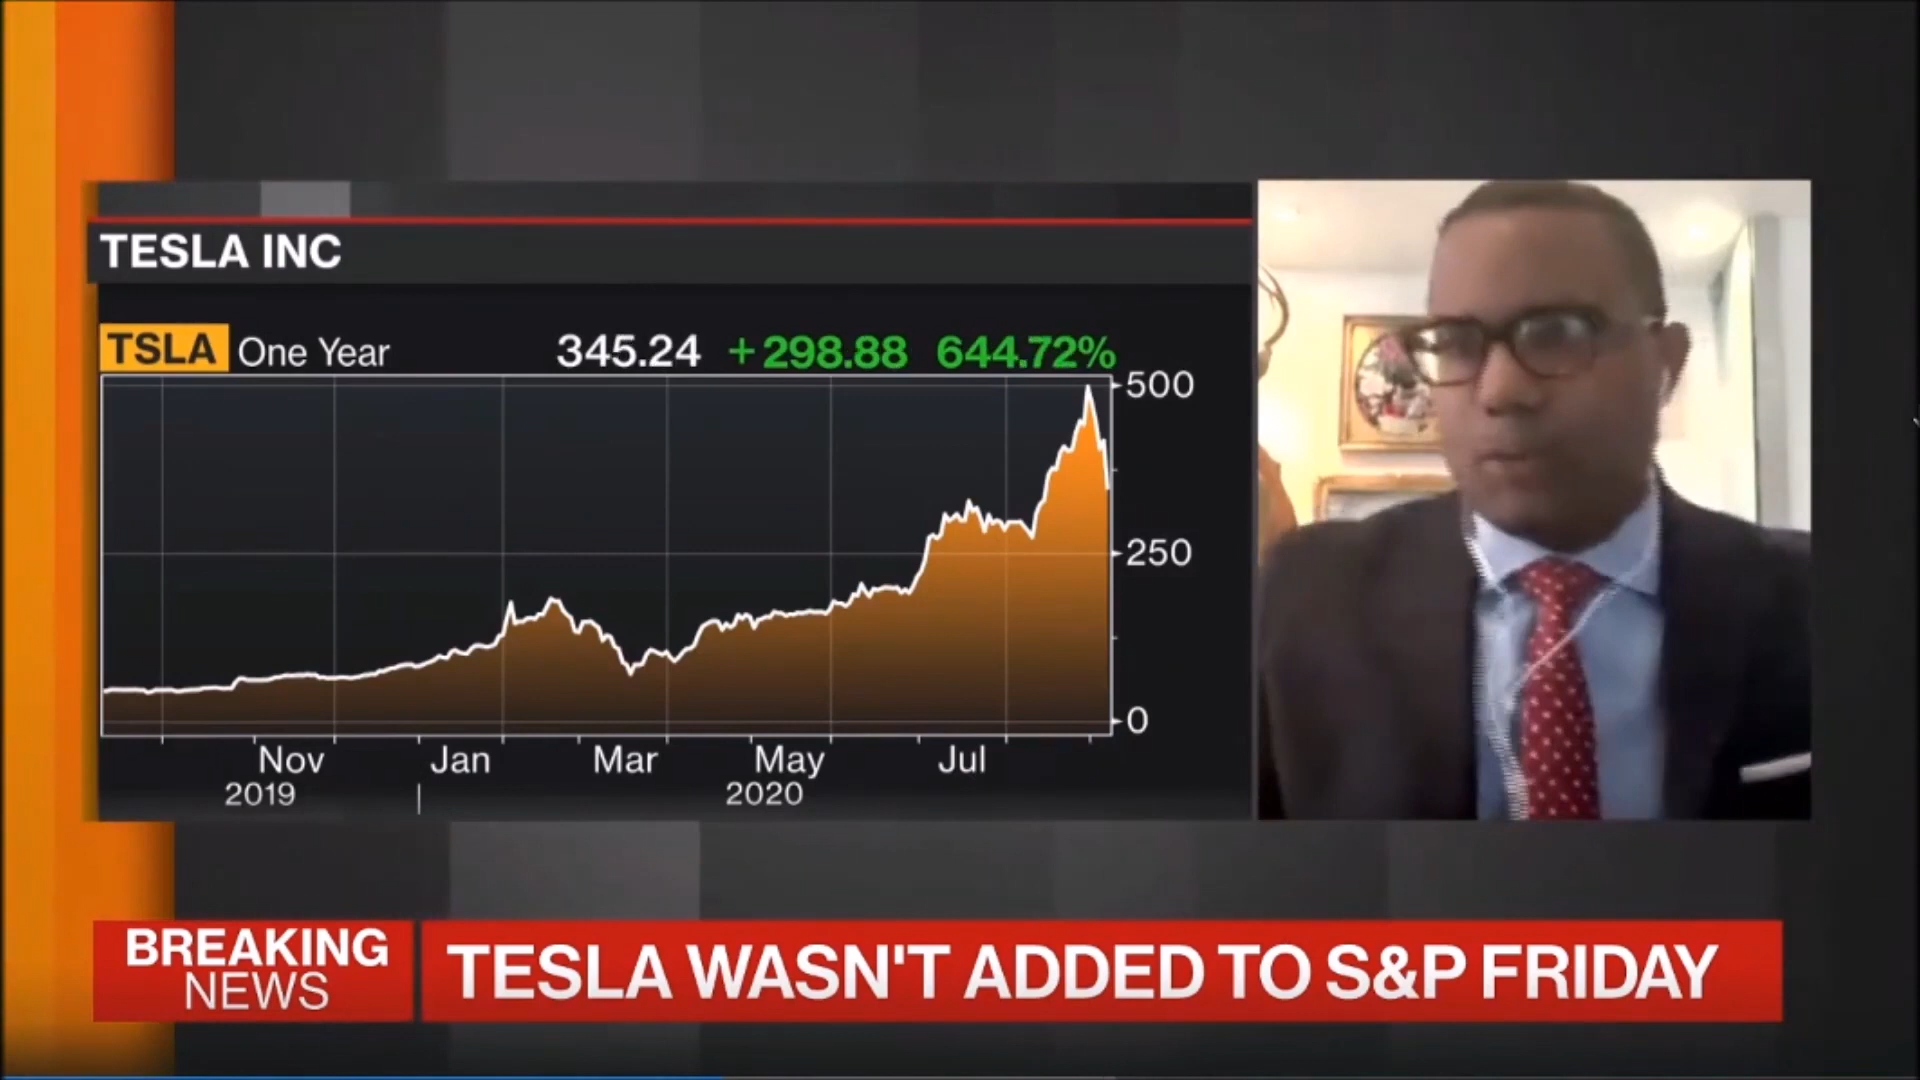 TESLA INC
TSLA One Year 345.24 +298.88 644.72%
500
250
0
Nov Jan Mar May Jul
2019 2020
BREAKING
NEWS
TESLA WASN'T ADDED TO S&P FRIDAY